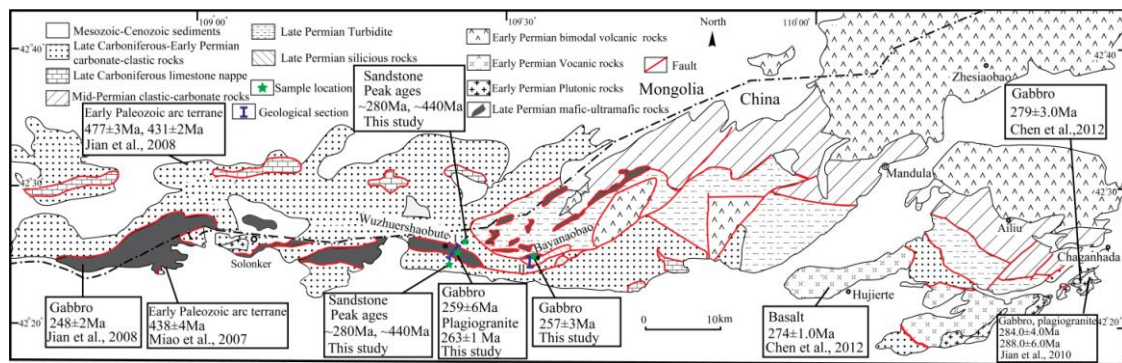 109°00′
109°30′
North
110°00′
42°40′
42°40′
Mesozoic-Cenozoic sediments
Late Carboniferous-Early Permian
carbonate-clastic rocks
Late Carboniferous limestone nappe
Mid-Permian clastic-carbonate rocks
Late Permian Turbidite
Late Permian silicious rocks
Sample location
Geological section
Early Permian bimodal volcanic rocks
Early Permian Vocanic rocks
Early Permian Plutonic rocks
Late Permian mafic-ultramafic rocks
Fault
Mongolia
China
Zhesiaobao
Sandstone
Peak ages
~280Ma, ~440Ma
This study
Early Paleozoic arc terrane
477±3Ma, 431±2Ma
Jian et al., 2008
Gabbro
279±3.0Ma
Chen et al.,2012
42°30′
42°30′
Mandula
Wuzhuershaobute
I
Bayanaobao
II
Solonker
Ailiu
Chaganhada
Hujierte
Gabbro
248±2Ma
Jian et al., 2008
Early Paleozoic arc terrane
438±4Ma
Miao et al., 2007
Sandstone
Peak ages
~280Ma, ~440Ma
This study
Gabbro
259±6Ma
Plagiogranite
263±1 Ma
This study
Gabbro
257±3Ma
This study
0
10km
Basalt
274±1.0Ma
Chen et al., 2012
Gabbro, plagiogranite
284.0±4.0Ma
288.0±6.0Ma
Jian et al., 2010
42°20′
42°20′